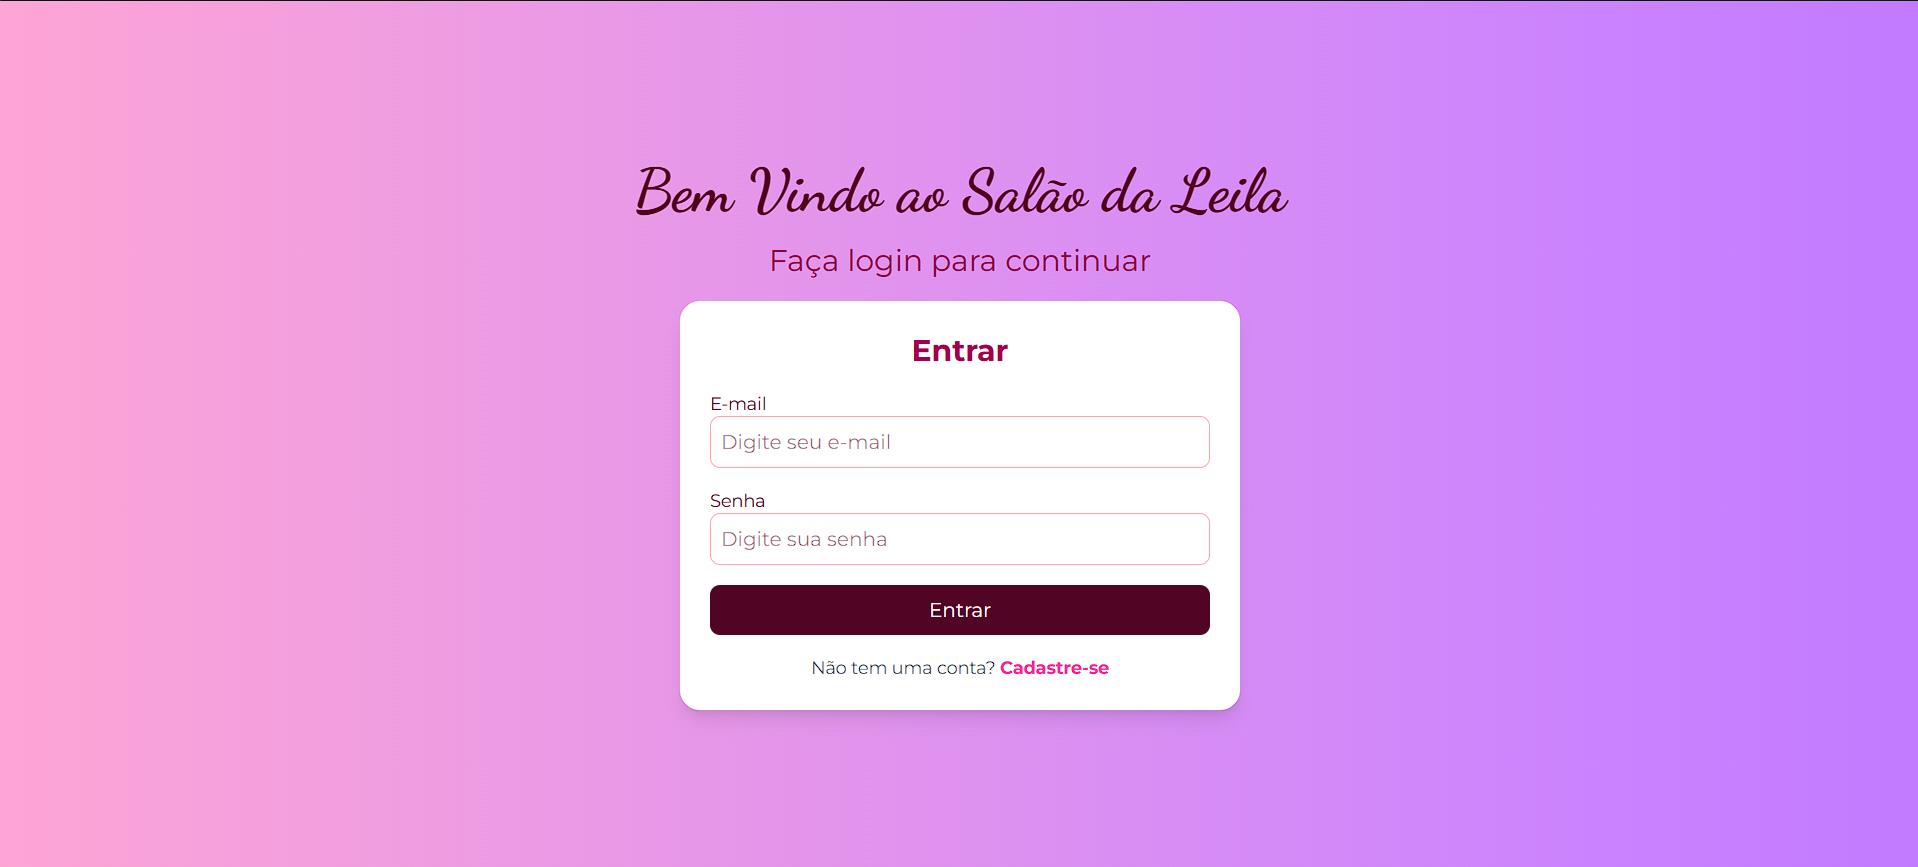 Bem Vindo ao Salão da Leila
Faça login para continuar
Entrar
E-mail
Digite seu e-mail
Senha
Digite sua senha
Entrar
Não tem uma conta? Cadastre-se